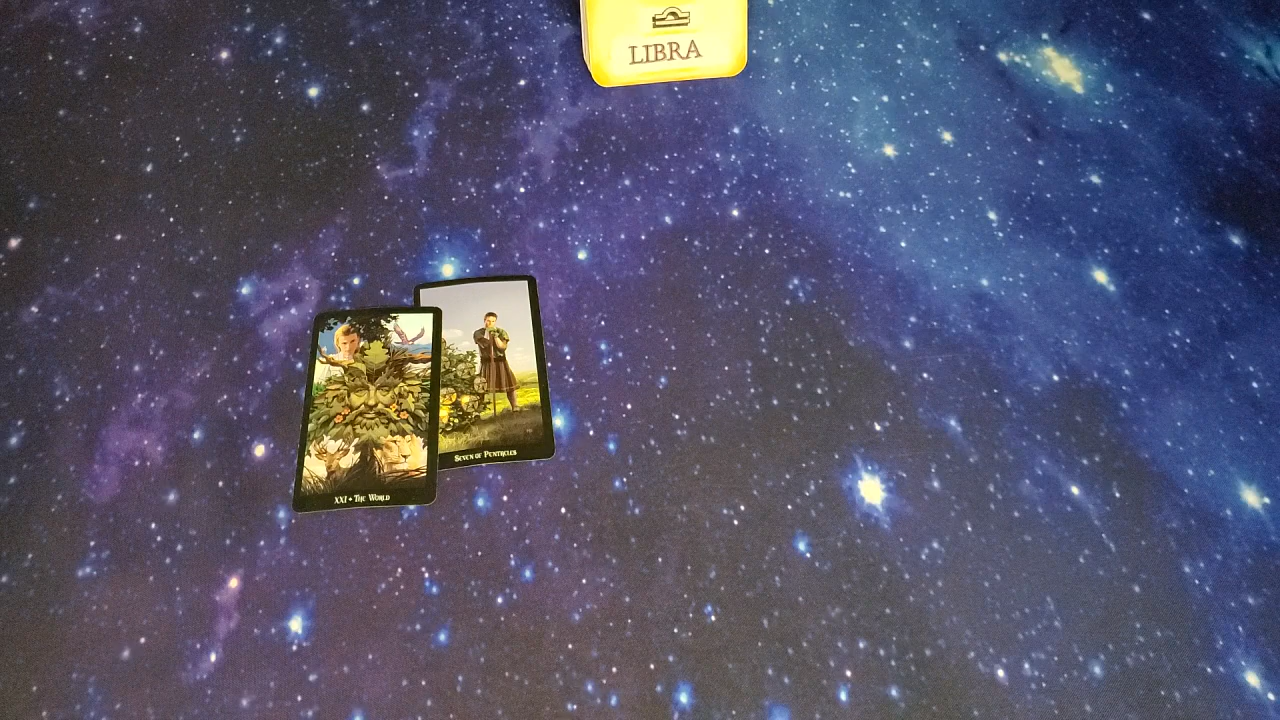 LIBRA
Seven of Pentacles
XXI • The World